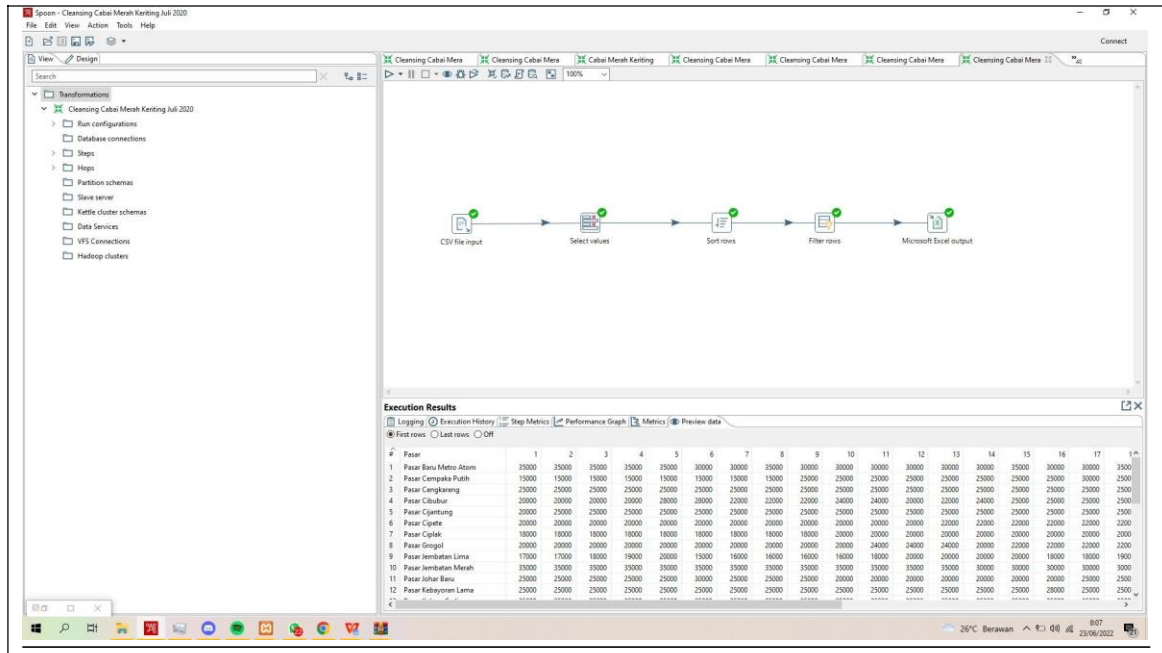 Spoon - Cleansing Cabai Merah Keriting Juli 2020
File Edit View Action Tools Help
Connect
View Design
Search
Transformations
Cleansing Cabai Merah Keriting Juli 2020
Run configurations
Database connections
Steps
Hops
Partition schemas
Slave server
Kettle cluster schemas
Data Services
VFS Connections
Hadoop clusters
Cleansing Cabai Mera Cleansing Cabai Mera Cabai Merah Keriting Cleansing Cabai Mera Cleansing Cabai Mera Cleansing Cabai Mera Cleansing Cabai Mera
100%
CSV file input Select values Sort rows Filter rows Microsoft Excel output
Execution Results
Logging Execution History Step Metrics Performance Graph Metrics Preview data
First rows Last rows Off
# Pasar 1 2 3 4 5 6 7 8 9 10 11 12 13 14 15 16 17
1 Pasar Baru Metro Atom 35000 35000 35000 35000 35000 30000 30000 35000 30000 30000 30000 30000 30000 30000 35000 30000 30000 3500
2 Pasar Cempaka Putih 15000 15000 15000 15000 15000 15000 15000 15000 25000 25000 25000 25000 25000 25000 25000 25000 30000 2500
3 Pasar Cengkareng 25000 25000 25000 25000 25000 25000 25000 25000 25000 25000 25000 25000 25000 25000 25000 25000 25000 2500
4 Pasar Cibubur 20000 20000 20000 20000 28000 28000 22000 22000 22000 24000 24000 20000 22000 24000 25000 25000 25000 2500
5 Pasar Cijantung 20000 25000 25000 25000 25000 25000 25000 25000 25000 25000 25000 25000 25000 25000 25000 25000 25000 2500
6 Pasar Cipete 20000 20000 20000 20000 20000 20000 20000 20000 20000 20000 20000 20000 20000 22000 22000 22000 22000 2200
7 Pasar Ciplak 18000 18000 18000 18000 18000 18000 18000 18000 18000 20000 20000 20000 20000 20000 20000 20000 20000 2000
8 Pasar Grogol 20000 20000 20000 20000 20000 20000 20000 20000 20000 20000 24000 24000 24000 20000 22000 22000 22000 2200
9 Pasar Jembatan Lima 17000 17000 18000 19000 20000 15000 16000 16000 16000 16000 18000 20000 20000 20000 20000 18000 18000 1900
10 Pasar Jembatan Merah 35000 35000 35000 35000 35000 35000 35000 35000 35000 35000 35000 35000 30000 35000 30000 30000 30000 3000
11 Pasar Johar Baru 25000 25000 25000 25000 25000 30000 25000 25000 25000 20000 20000 20000 20000 20000 20000 25000 25000 2500
12 Pasar Kebayoran Lama 25000 25000 25000 25000 25000 25000 25000 25000 25000 25000 25000 25000 25000 25000 25000 28000 25000 2500
26°C Berawan
8:07
23/06/2022